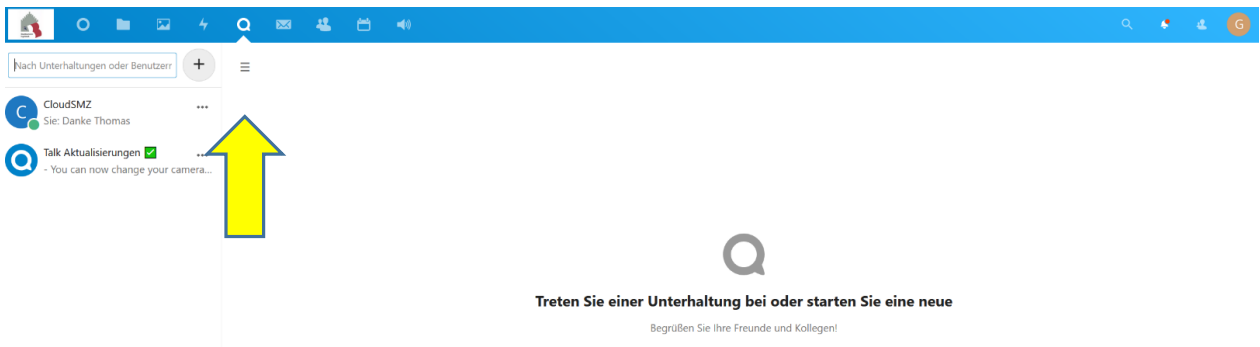 G
Nach Unterhaltungen oder Benutzern
+
C
CloudSMZ
Sie: Danke Thomas
Talk Aktualisierungen ✅
- You can now change your camera...
Treten Sie einer Unterhaltung bei oder starten Sie eine neue
Begrüßen Sie Ihre Freunde und Kollegen!